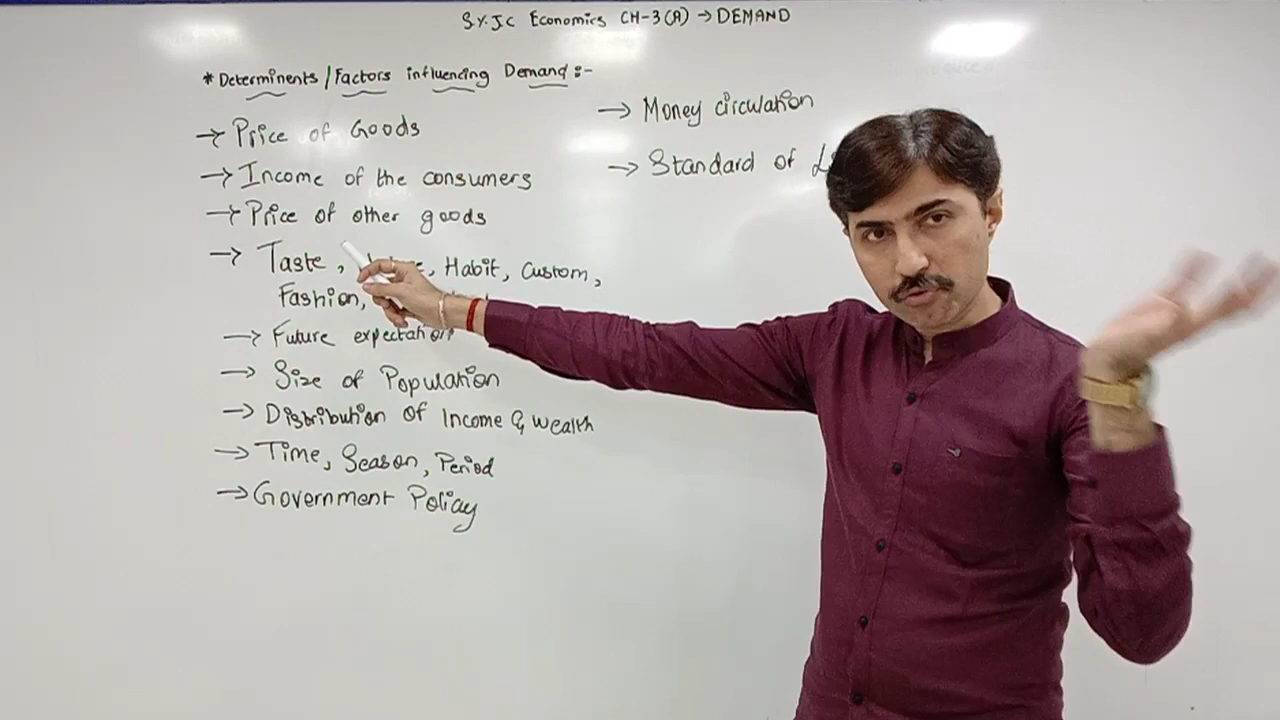 S.Y.J.C Economics CH-3(A) → DEMAND
* Determinents / Factors influencing Demand :-
→ Price of Goods
→ Income of the consumers
→ Price of other goods
→ Taste, Habit, Custom,
Fashion,
→ Future expectation
→ Size of Population
→ Distribution of Income & Wealth
→ Time, Season, Period
→ Government Policy
→ Money circulation
→ Standard of